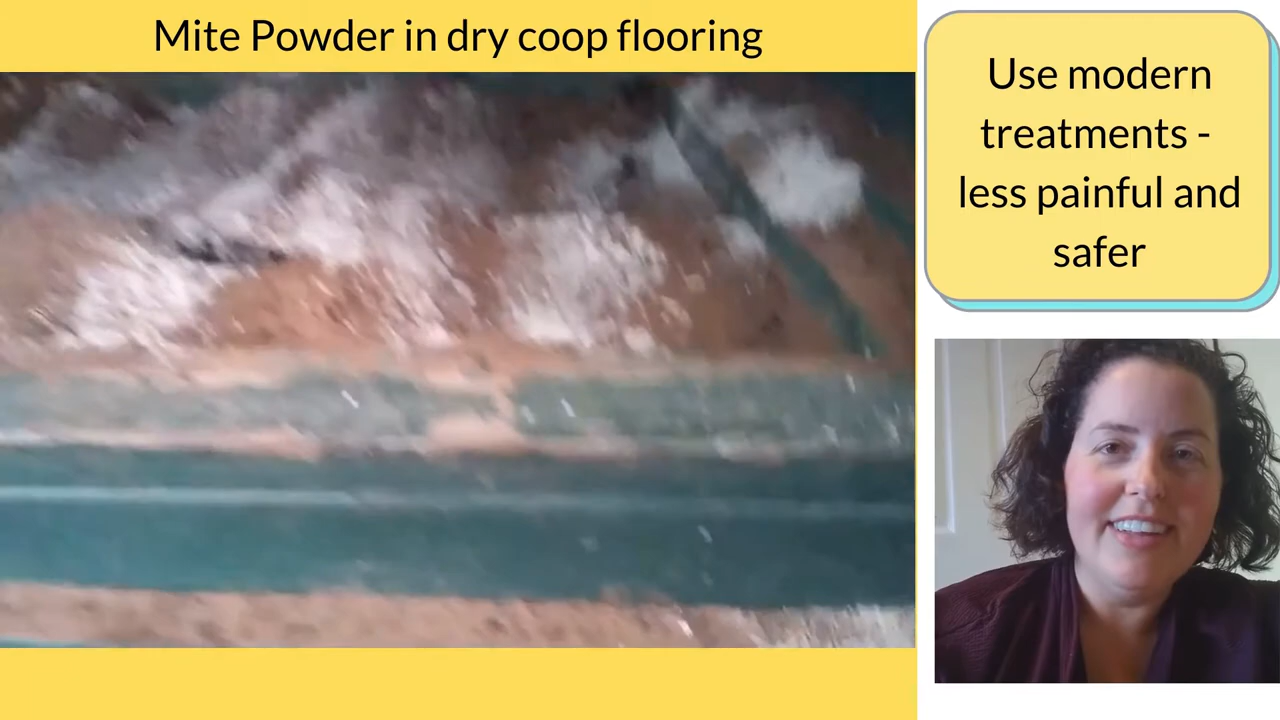 Mite Powder in dry coop flooring
Use modern
treatments -
less painful and
safer